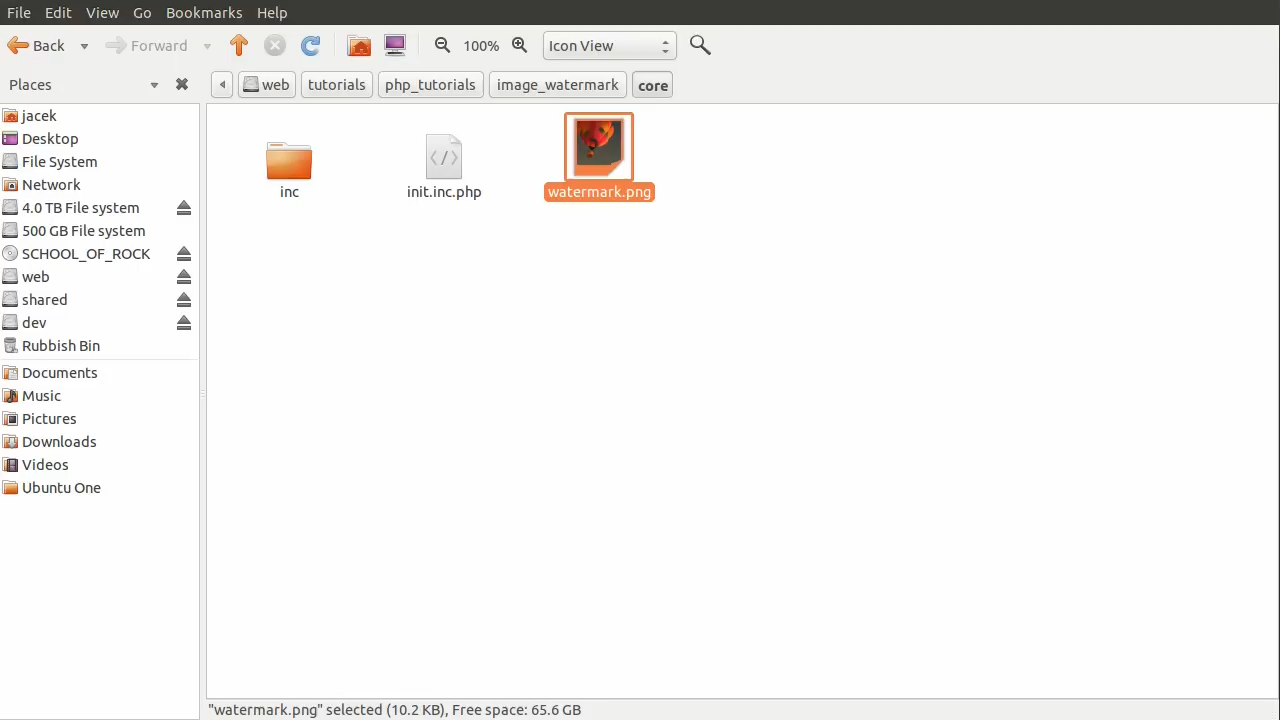 File Edit View Go Bookmarks Help
Back Forward 100% Icon View
Places web tutorials php_tutorials image_watermark core
jacek
Desktop
File System
Network
4.0 TB File system
500 GB File system
SCHOOL_OF_ROCK
web
shared
dev
Rubbish Bin
Documents
Music
Pictures
Downloads
Videos
Ubuntu One
inc
</>
init.inc.php
watermark.png
"watermark.png" selected (10.2 KB), Free space: 65.6 GB